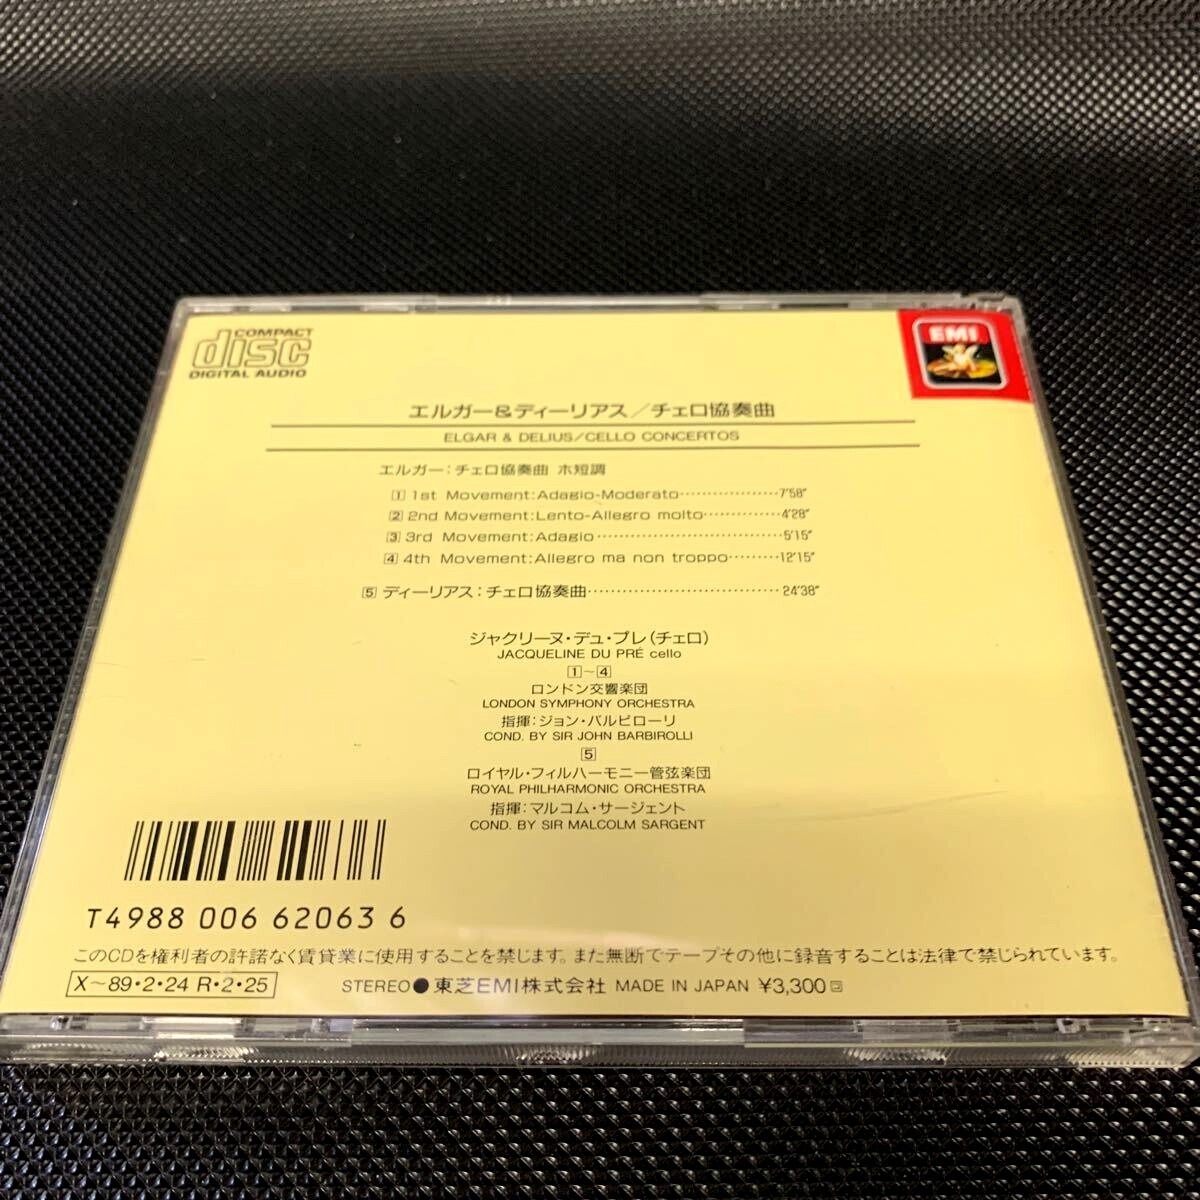 COMPACT
disc
DIGITAL AUDIO
EMI
エルガー&ディーリアス/チェロ協奏曲
ELGAR & DELIUS/CELLO CONCERTOS
エルガー:チェロ協奏曲 ホ短調
1 1st Movement:Adagio-Moderato………………7'58"
2 2nd Movement:Lento-Allegro molto……………4'28"
3 3rd Movement:Adagio…………………………5'15"
4 4th Movement:Allegro ma non troppo………12'15"
5 ディーリアス:チェロ協奏曲……………………………24'38"
ジャクリーヌ・デュ・プレ(チェロ)
JACQUELINE DU PRÉ cello
1~4
ロンドン交響楽団
LONDON SYMPHONY ORCHESTRA
指揮:ジョン・バルビローリ
COND. BY SIR JOHN BARBIROLLI
5
ロイヤル・フィルハーモニー管弦楽団
ROYAL PHILHARMONIC ORCHESTRA
指揮:マルコム・サージェント
COND. BY SIR MALCOLM SARGENT
T4988 006 62063 6
このCDを権利者の許諾なく賃貸業に使用することを禁じます。また無断でテープその他に録音することは法律で禁じられています。
X~89・2・24 R・2・25
STEREO ● 東芝EMI株式会社 MADE IN JAPAN ¥3,300